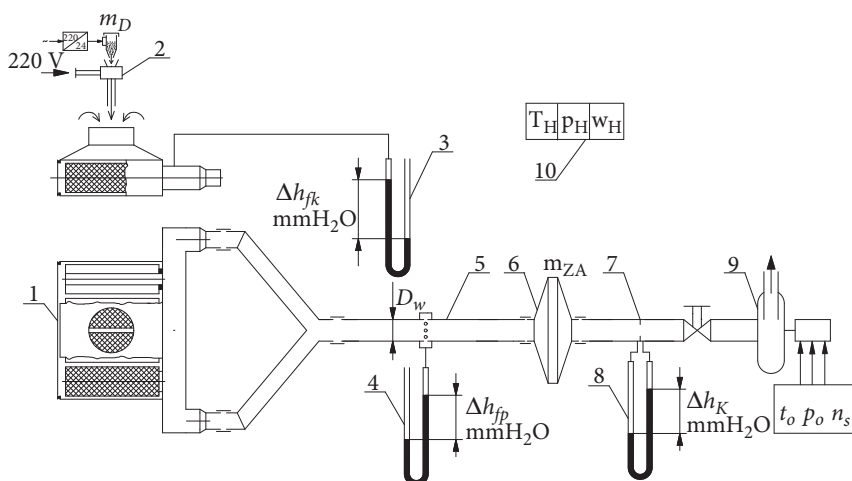 m_D
220
24
2
220 V
T_H p_H w_H
10
3
Δh_fk
mmH₂O
1
D_w
5
6
m_ZA
7
9
4
Δh_fp
mmH₂O
8
Δh_K
mmH₂O
t_o p_o n_s